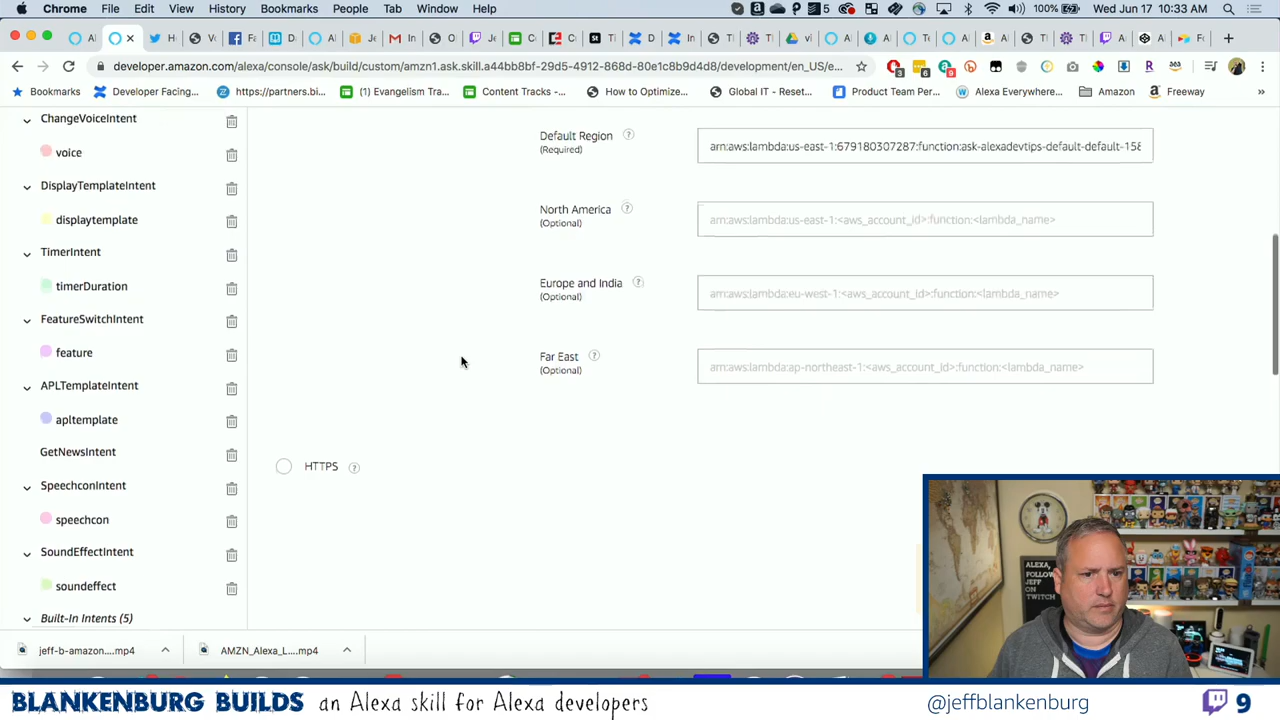 Chrome File Edit View History Bookmarks People Tab Window Help 5 100% Wed Jun 17 10:33 AM
developer.amazon.com/alexa/console/ask/build/custom/amzn1.ask.skill.a44bb8bf-29d5-4912-868d-80e1c8b9d4d8/development/en_US/e...
Bookmarks Developer Facing... https://partners.bi... (1) Evangelism Tra... Content Tracks -... How to Optimize... Global IT - Reset... Product Team Per... Alexa Everywhere... Amazon Freeway »
ChangeVoiceIntent
voice
DisplayTemplateIntent
displaytemplate
TimerIntent
timerDuration
FeatureSwitchIntent
feature
APLTemplateIntent
apltemplate
GetNewsIntent
SpeechconIntent
speechcon
SoundEffectIntent
soundeffect
Built-In Intents (5)
Default Region ?
(Required)
arn:aws:lambda:us-east-1:679180307287:function:ask-alexadevtips-default-default-158
North America ?
(Optional)
arn:aws:lambda:us-east-1:<aws_account_id>:function:<lambda_name>
Europe and India ?
(Optional)
arn:aws:lambda:eu-west-1:<aws_account_id>:function:<lambda_name>
Far East ?
(Optional)
arn:aws:lambda:ap-northeast-1:<aws_account_id>:function:<lambda_name>
HTTPS ?
ALEXA,
FOLLOW
JEFF
ON
TWITCH
jeff-b-amazon....mp4
AMZN_Alexa_L....mp4
BLANKENBURG BUILDS an Alexa skill for Alexa developers
@jeffblankenburg 9